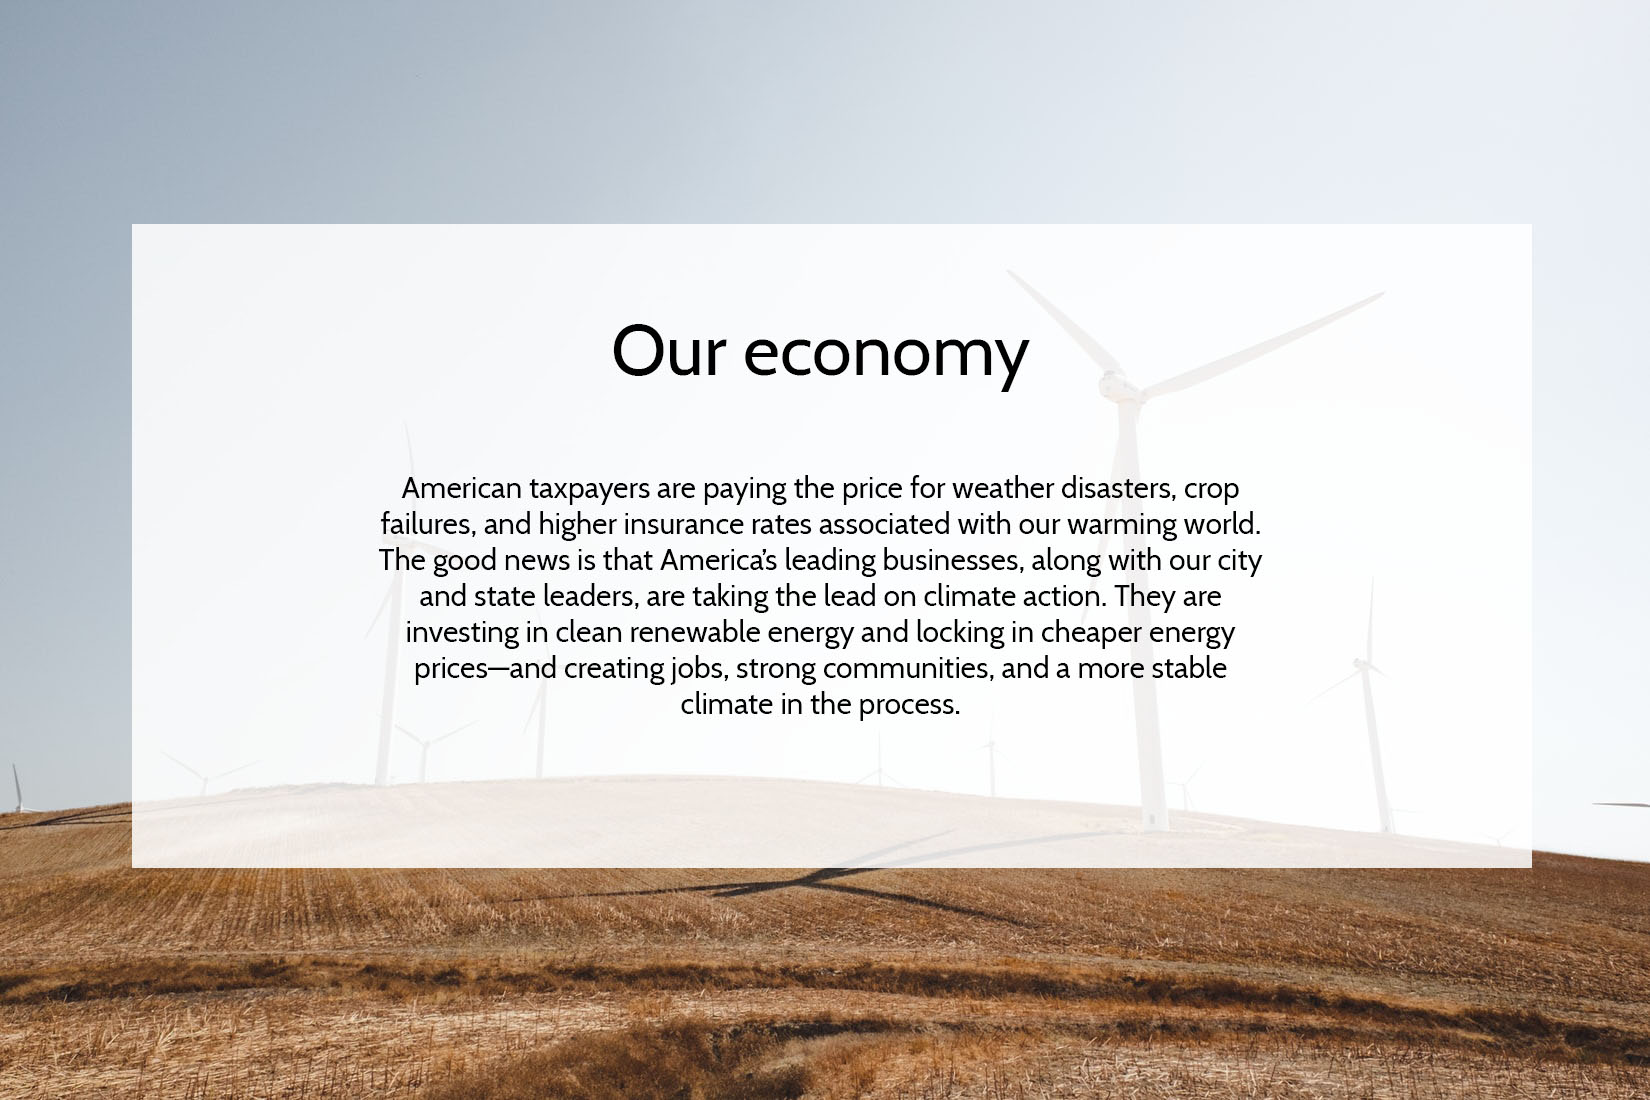 Our economy
American taxpayers are paying the price for weather disasters, crop
failures, and higher insurance rates associated with our warming world.
The good news is that America’s leading businesses, along with our city
and state leaders, are taking the lead on climate action. They are
investing in clean renewable energy and locking in cheaper energy
prices—and creating jobs, strong communities, and a more stable
climate in the process.